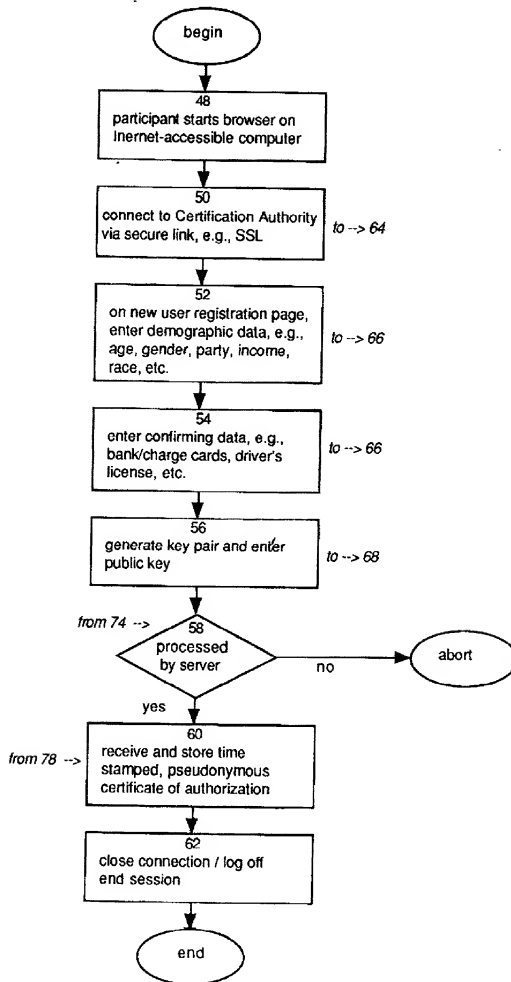 begin
48
participant starts browser on
Inernet-accessible computer
50
connect to Certification Authority
via secure link, e.g., SSL
to --> 64
52
on new user registration page,
enter demographic data, e.g.,
age, gender, party, income,
race, etc.
to --> 66
54
enter confirming data, e.g.,
bank/charge cards, driver's
license, etc.
to --> 66
56
generate key pair and enter
public key
to --> 68
from 74 -->
58
processed
by server
no
abort
yes
60
receive and store time
stamped, pseudonymous
certificate of authorization
from 78 -->
62
close connection / log off
end session
end